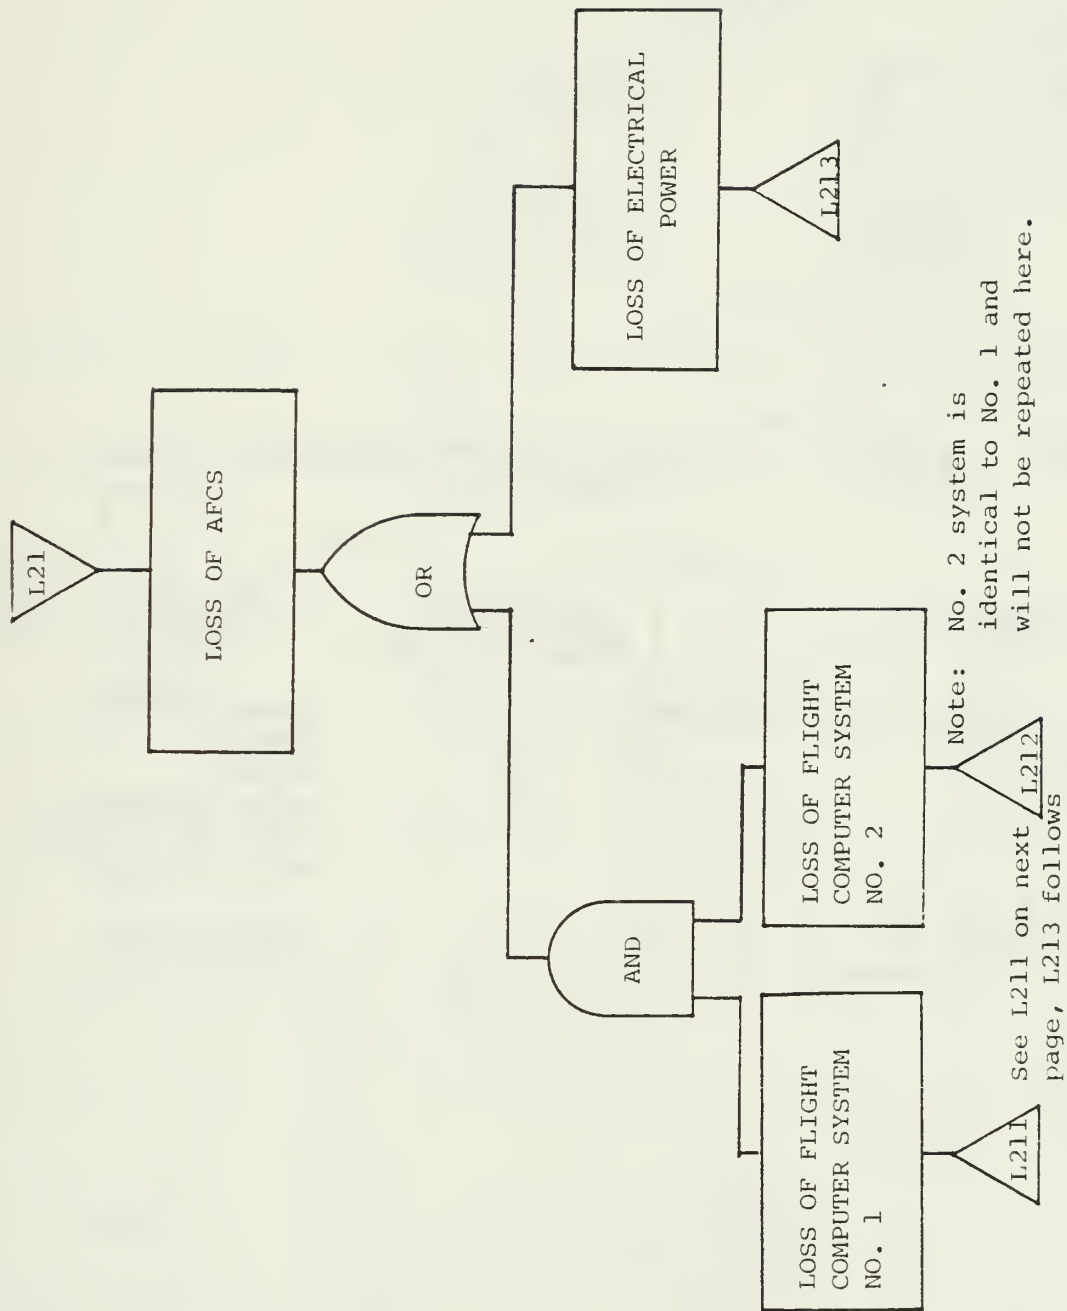 L21
LOSS OF AFCS
OR
LOSS OF ELECTRICAL
POWER
L213
AND
LOSS OF FLIGHT
COMPUTER SYSTEM
NO. 1
L211
See L211 on next
page, L213 follows
LOSS OF FLIGHT
COMPUTER SYSTEM
NO. 2
L212
Note: No. 2 system is
identical to No. 1 and
will not be repeated here.